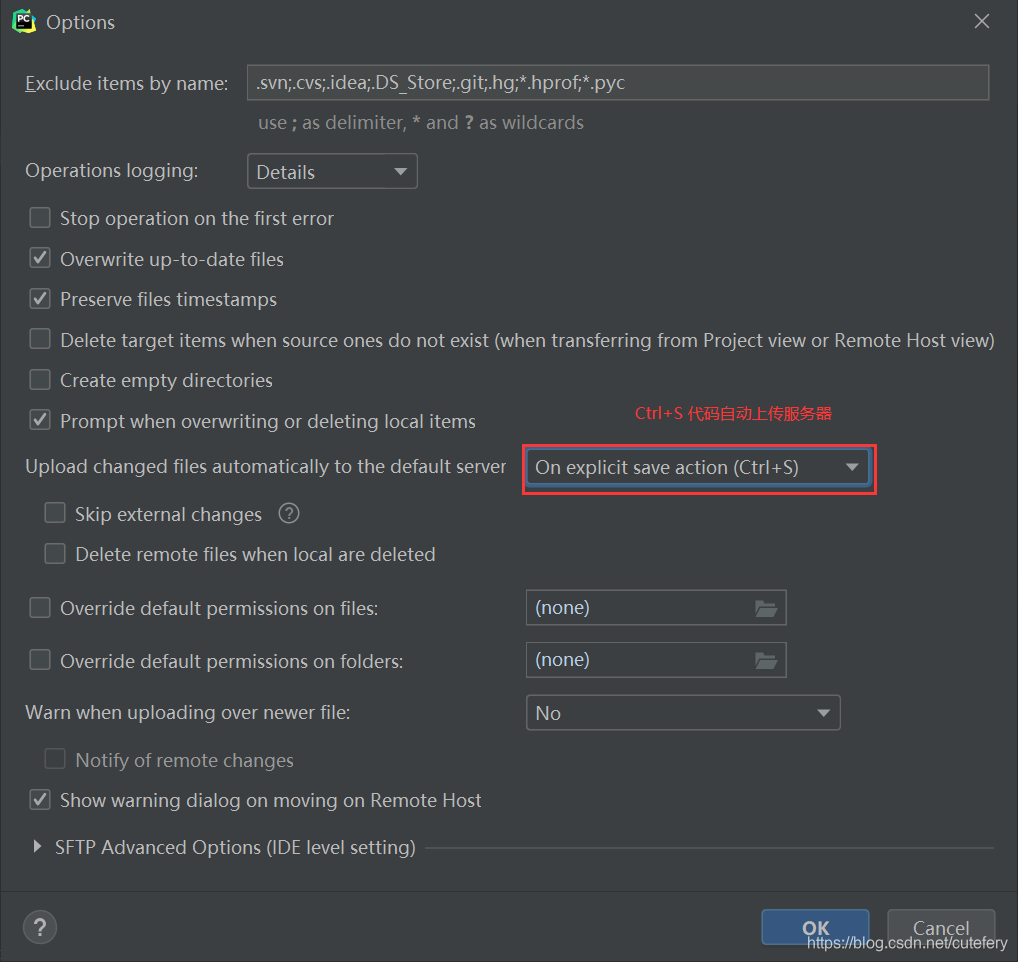 PC
Options
Exclude items by name: .svn;.cvs;.idea;.DS_Store;.git;.hg;*.hprof;*.pyc
use ; as delimiter, * and ? as wildcards
Operations logging: Details
Stop operation on the first error
Overwrite up-to-date files
Preserve files timestamps
Delete target items when source ones do not exist (when transferring from Project view or Remote Host view)
Create empty directories
Ctrl+S 代码自动上传服务器
Prompt when overwriting or deleting local items
Upload changed files automatically to the default server On explicit save action (Ctrl+S)
Skip external changes ?
Delete remote files when local are deleted
Override default permissions on files: (none)
Override default permissions on folders: (none)
Warn when uploading over newer file: No
Notify of remote changes
Show warning dialog on moving on Remote Host
SFTP Advanced Options (IDE level setting)
? OK Cancel
https://blog.csdn.net/cutefery